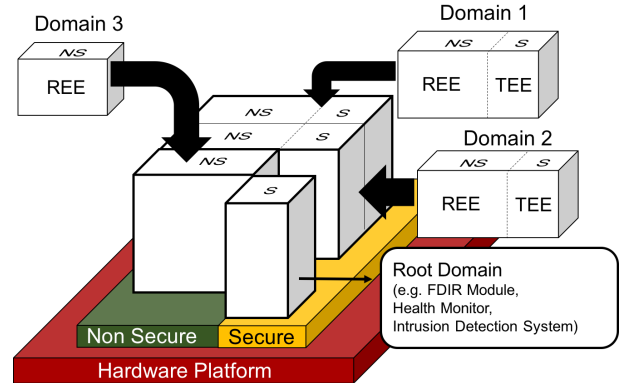 Domain 3
NS
REE
Domain 1
NS S
REE TEE
NS S
NS S
NS
S
Domain 2
NS S
REE TEE
Root Domain
(e.g. FDIR Module,
Health Monitor,
Intrusion Detection System)
Non Secure
Secure
Hardware Platform